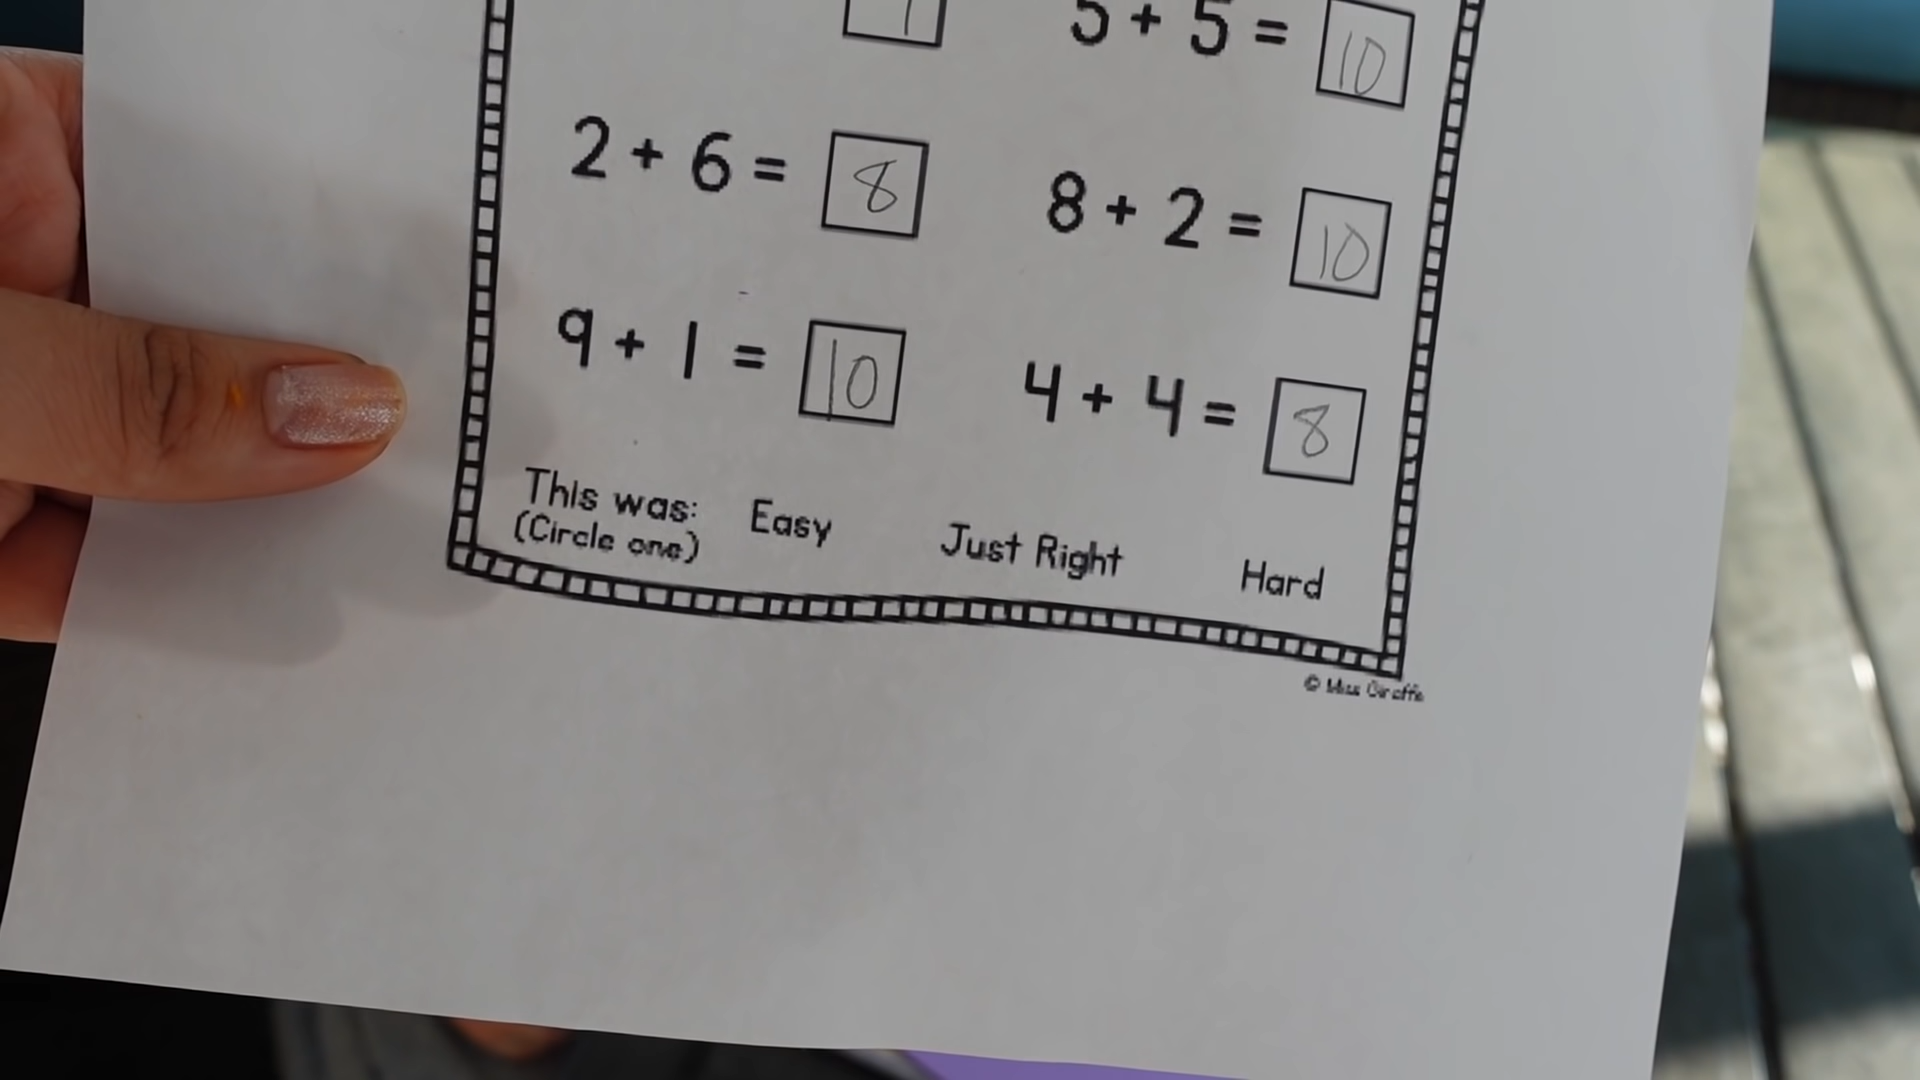 5 + 5 = 10
2 + 6 = 8
8 + 2 = 10
9 + 1 = 10
4 + 4 = 8
This was: Easy Just Right Hard
(Circle one)
© Miss Giraffe